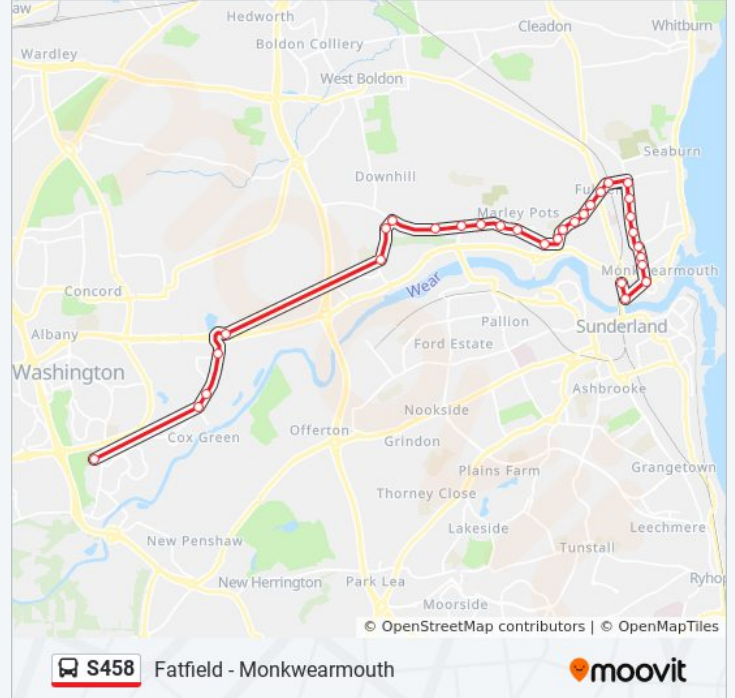 aw
Hedworth
Cleadon
Whitburn
Boldon Colliery
Wardley
West Boldon
Seaburn
Downhill
Marley Pots
Concord
Wear
Monkwearmouth
Pallion
Sunderland
Albany
Ford Estate
Washington
Ashbrooke
Nookside
Cox Green
Offerton
Grindon
Plains Farm
Grangetown
Thorney Close
Lakeside
Leechmere
New Penshaw
Tunstall
New Herrington
Park Lea
Ryho
Moorside
© OpenStreetMap contributors | © OpenMapTiles
S458 Fatfield - Monkwearmouth
moovit